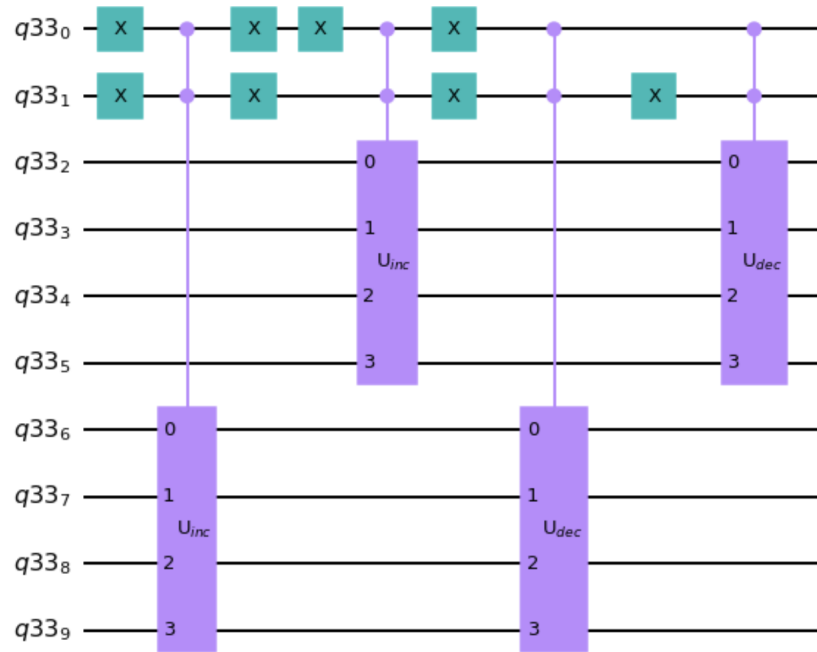 q33₀ X X X X
q33₁ X X X X
q33₂ 0 0
q33₃ 1 1
U_inc U_dec
q33₄ 2 2
q33₅ 3 3
q33₆ 0 0
q33₇ 1 1
U_inc U_dec
q33₈ 2 2
q33₉ 3 3